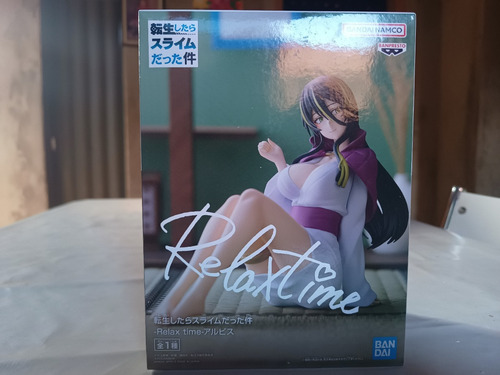 転生したら
スライム
だった件
BANDAI NAMCO
BANPRESTO
Relax time
転生したらスライムだった件
-Relax time-アルビス
全1種
BAN
DAI